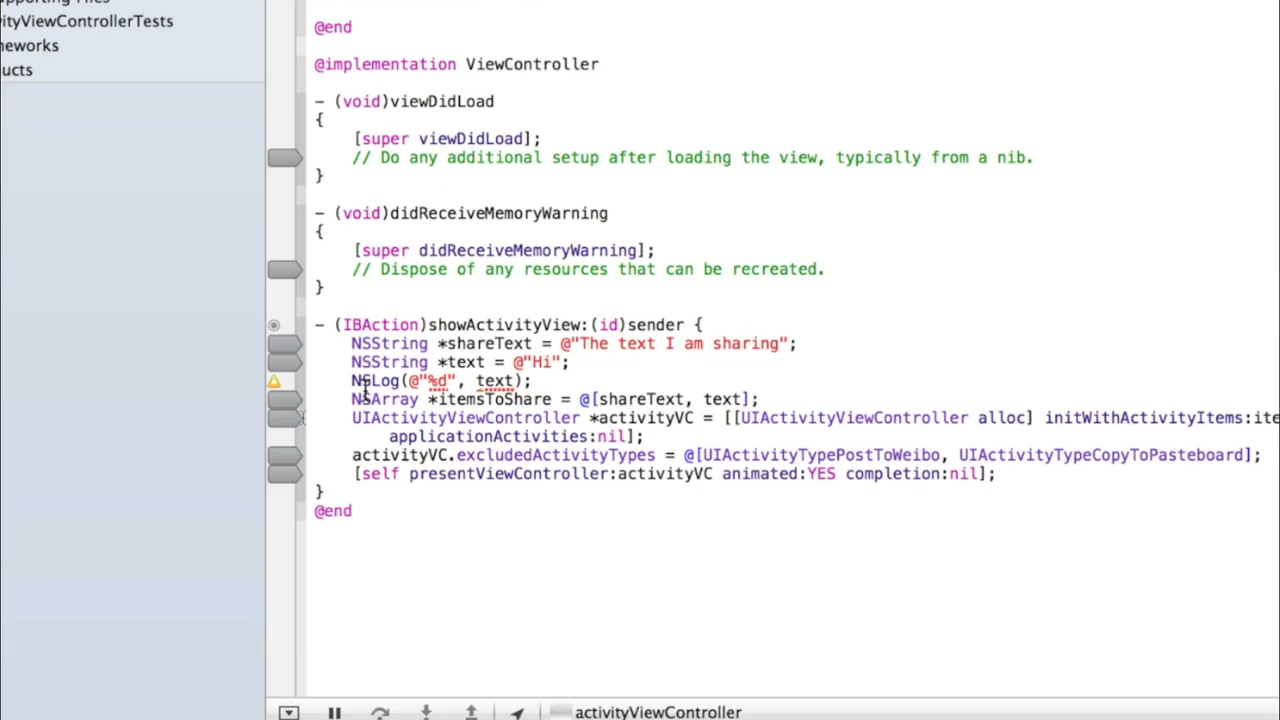 @end
ityViewControllerTests
neworks
@implementation ViewController
ucts
- (void)viewDidLoad
{
[super viewDidLoad];
// Do any additional setup after loading the view, typically from a nib.
}
- (void)didReceiveMemoryWarning
{
[super didReceiveMemoryWarning];
// Dispose of any resources that can be recreated.
}
- (IBAction)showActivityView:(id)sender {
NSString *shareText = @"The text I am sharing";
NSString *text = @"Hi";
NSLog(@"%d", text);
NSArray *itemsToShare = @[shareText, text];
UIActivityViewController *activityVC = [[UIActivityViewController alloc] initWithActivityItems:ite
applicationActivities:nil];
activityVC.excludedActivityTypes = @[UIActivityTypePostToWeibo, UIActivityTypeCopyToPasteboard];
[self presentViewController:activityVC animated:YES completion:nil];
}
@end
activityViewController